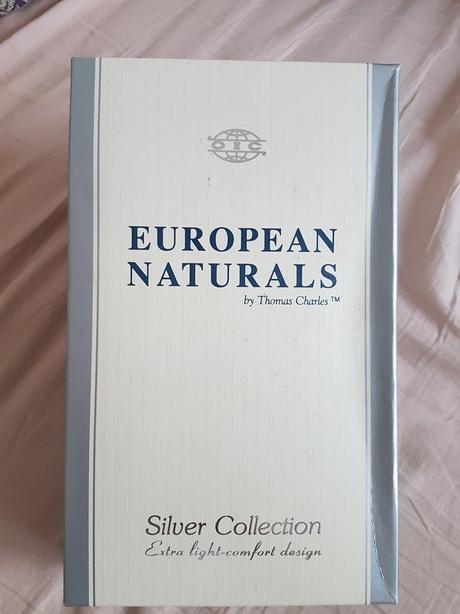 OIC
EUROPEAN
NATURALS
by Thomas Charles™
Silver Collection
Extra light-comfort design